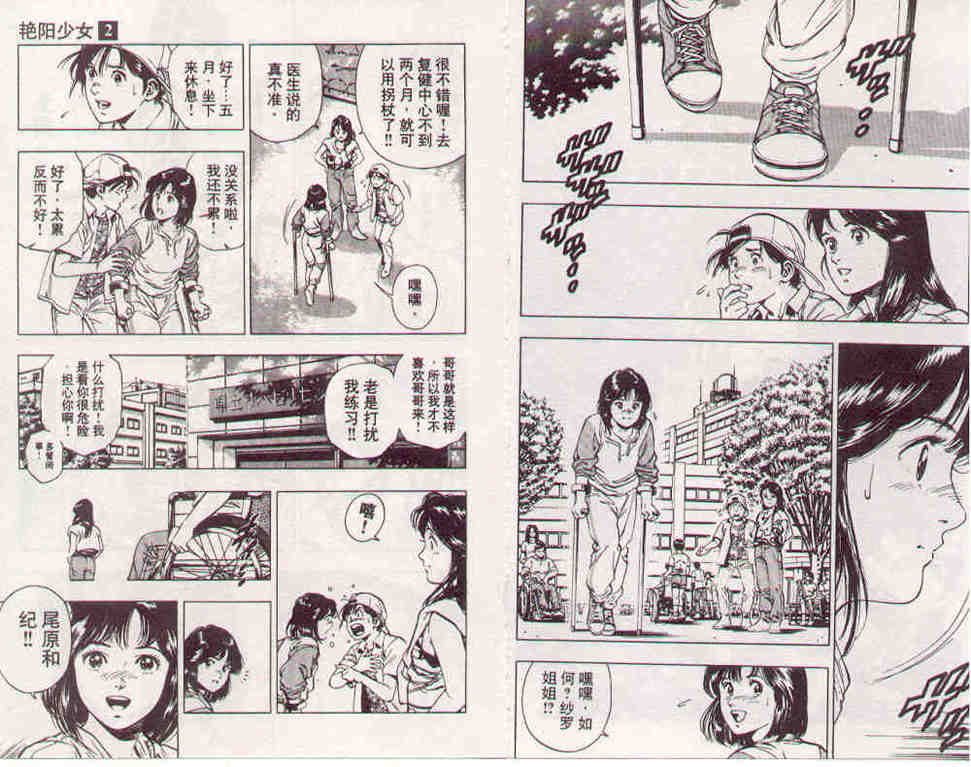 嘿嘿,如
何?纱罗
姐姐!?
艳阳少女 2
很不错喔!去
复健中心不到
两个月,就可
以用拐杖了!!
医生说的
真不准。
嘿嘿。
好了…五
月,坐下
来休息!
没关系啦,
我还不累!
好了,太累
反而不好!
哥哥就是这样
,所以我才不
喜欢哥哥来!
老是打扰
我练习!!
什么打扰!我
是看你很危险
,担心你啊!
多管闲
事!
嘻!
尾原和
纪!!